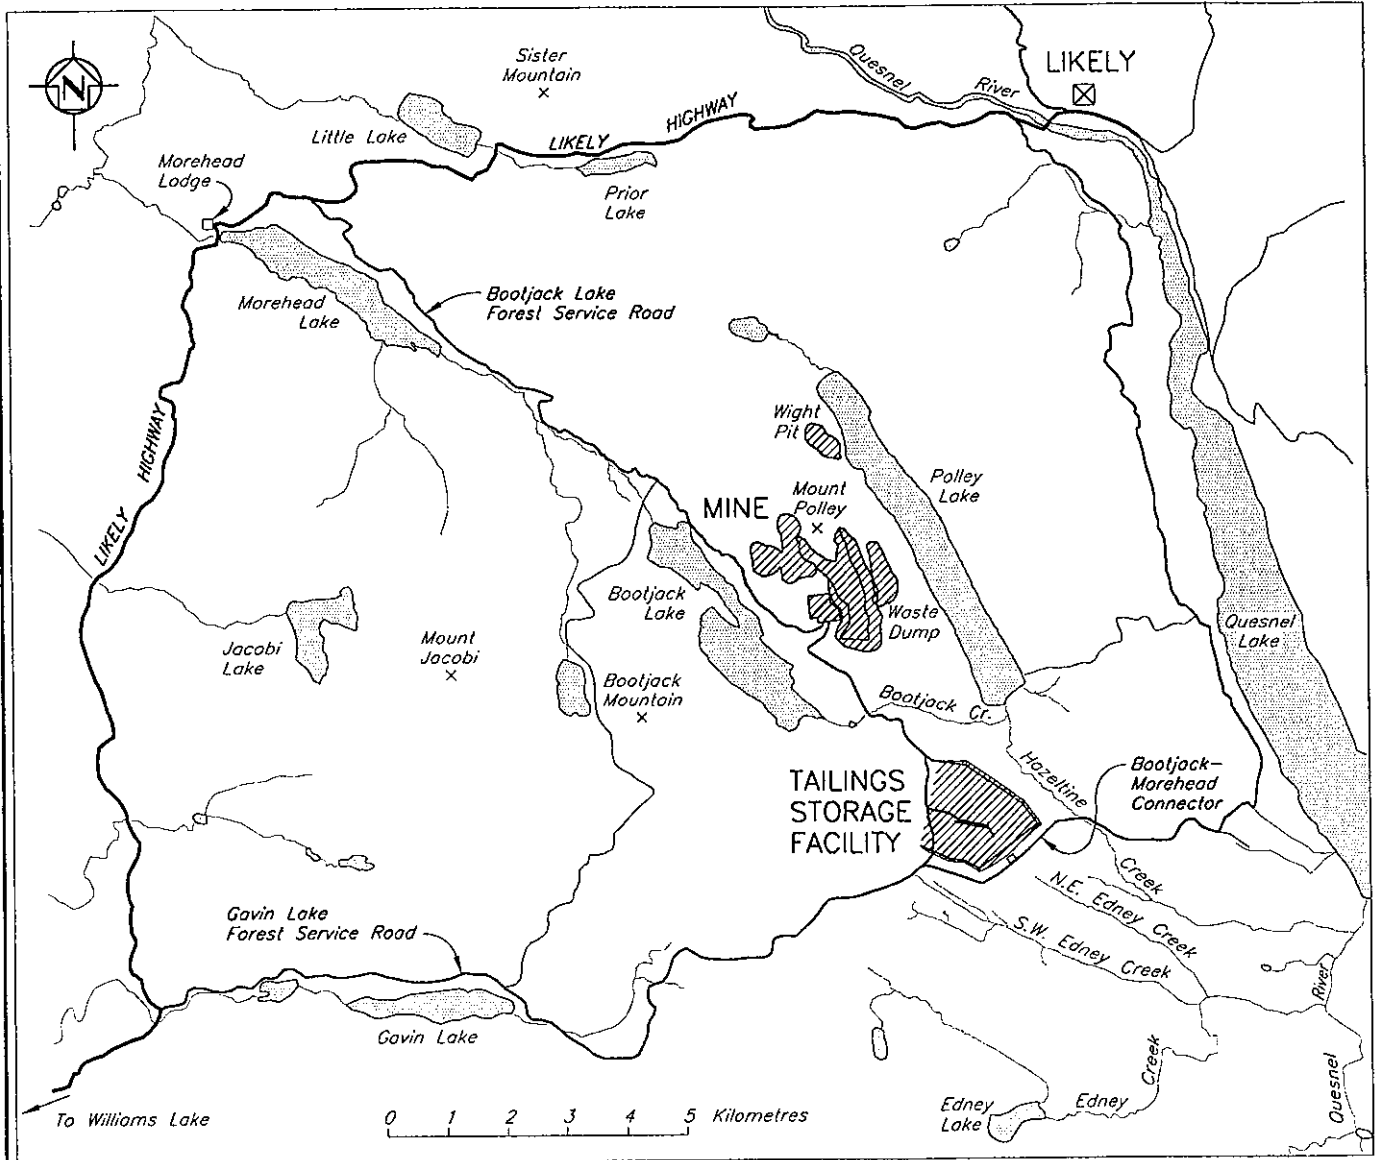 N
Sister
Mountain
Quesnel
River
LIKELY
Little Lake
LIKELY
HIGHWAY
Morehead
Lodge
Prior
Lake
Morehead
Lake
Bootjack Lake
Forest Service Road
Wight
Pit
Polley
Lake
MINE
Mount
Polley
LIKELY
HIGHWAY
Bootjack
Lake
Waste
Dump
Quesnel
Lake
Jacobi
Lake
Mount
Jacobi
Bootjack
Mountain
Bootjack Cr.
Hazeltine
Creek
Bootjack-
Morehead
Connector
TAILINGS
STORAGE
FACILITY
N.E. Edney Creek
S.W. Edney Creek
Gavin Lake
Forest Service Road
Gavin Lake
River
Quesnel
Edney
Lake
Edney
Creek
To Williams Lake
0 1 2 3 4 5 Kilometres